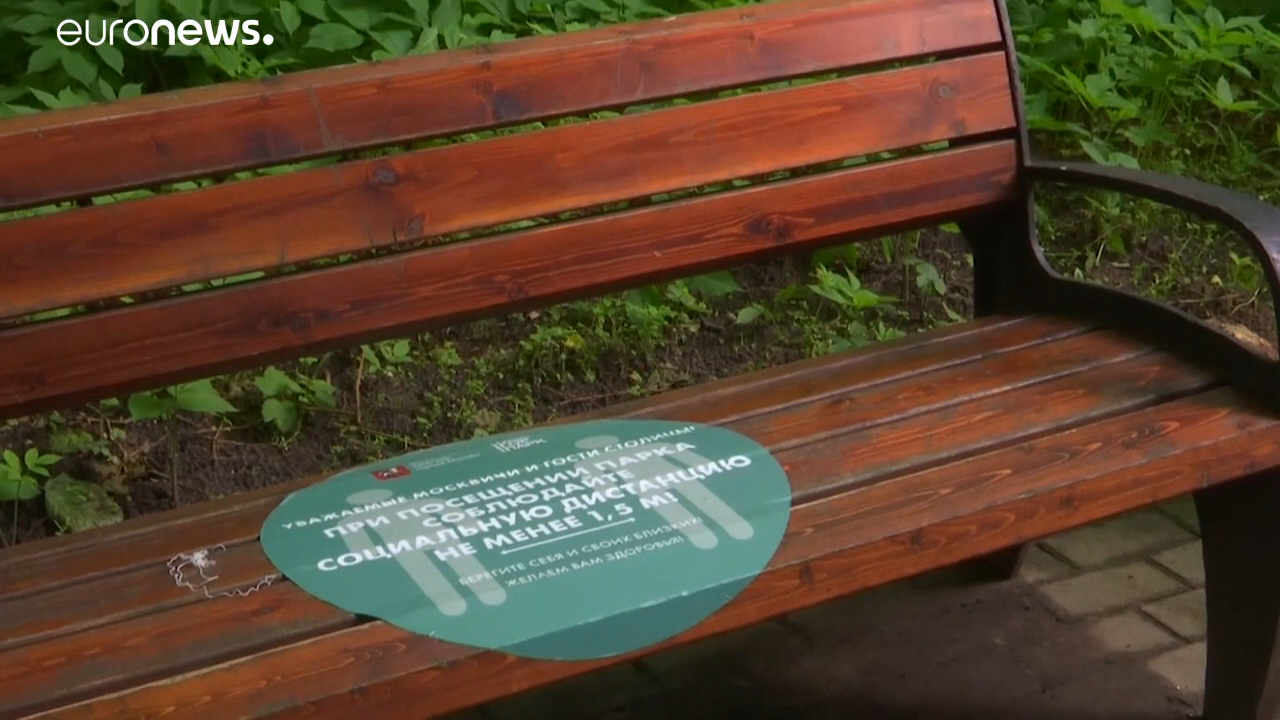 euronews.
УВАЖАЕМЫЕ МОСКВИЧИ И ГОСТИ СТОЛИЦЫ!
ПРИ ПОСЕЩЕНИИ ПАРКА
СОБЛЮДАЙТЕ
СОЦИАЛЬНУЮ ДИСТАНЦИЮ
НЕ МЕНЕЕ 1,5 М!
БЕРЕГИТЕ СЕБЯ И СВОИХ БЛИЗКИХ!
ЖЕЛАЕМ ВАМ ЗДОРОВЬЯ!